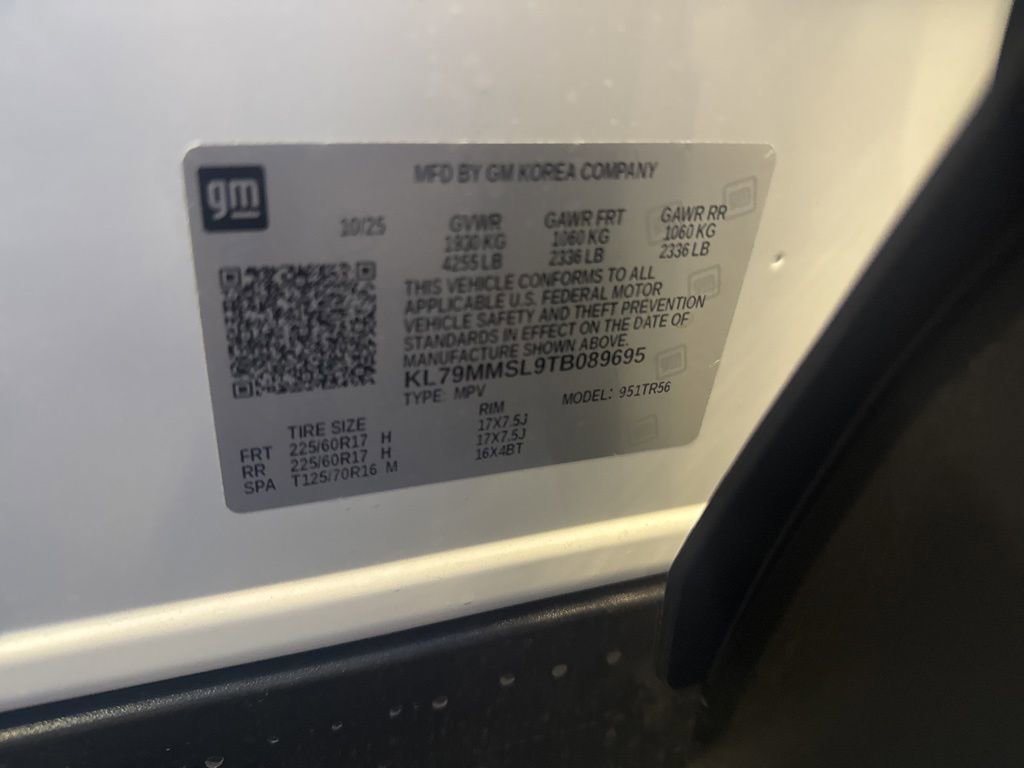 gm
MFD BY GM KOREA COMPANY
10/25 GVWR GAWR FRT GAWR RR
1930 KG 1060 KG 1060 KG
4255 LB 2336 LB 2336 LB
THIS VEHICLE CONFORMS TO ALL
APPLICABLE U.S. FEDERAL MOTOR
VEHICLE SAFETY AND THEFT PREVENTION
STANDARDS IN EFFECT ON THE DATE OF
MANUFACTURE SHOWN ABOVE.
KL79MMSL9TB089695
TYPE: MPV MODEL: 951TR56
TIRE SIZE RIM
FRT 225/60R17 H 17X7.5J
RR 225/60R17 H 17X7.5J
SPA T125/70R16 M 16X4BT